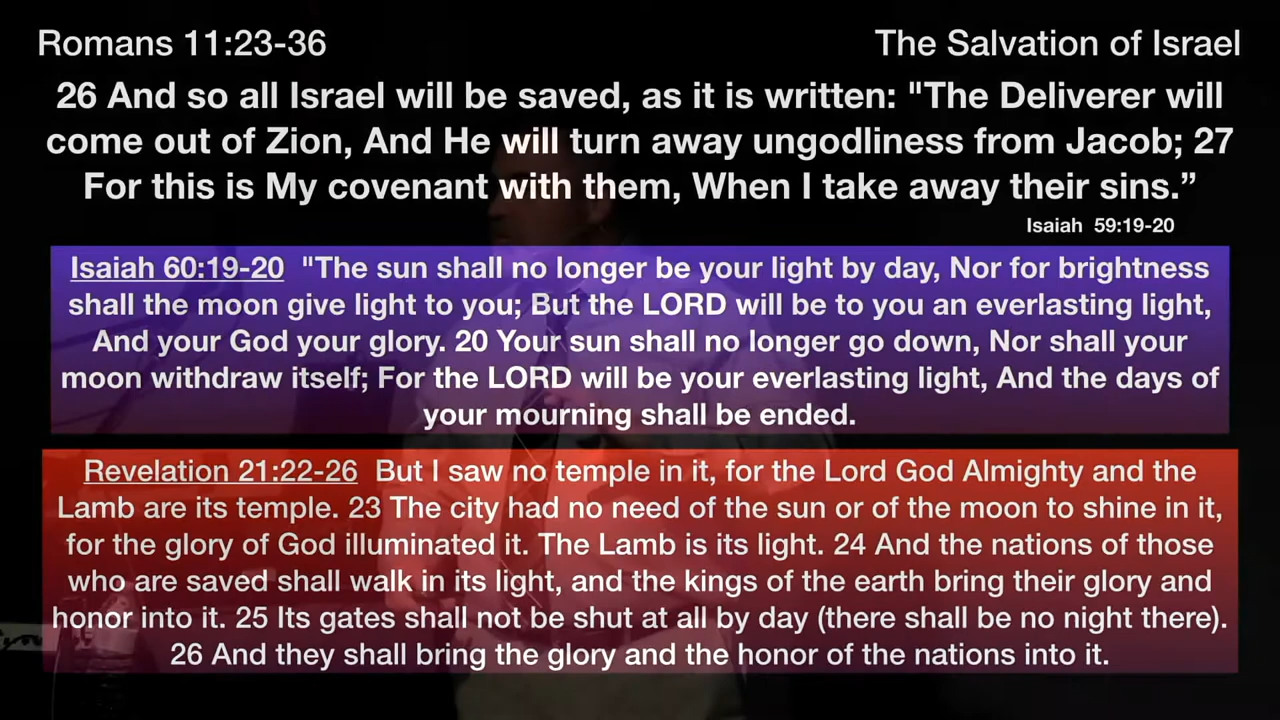 Romans 11:23-36
The Salvation of Israel
26 And so all Israel will be saved, as it is written: "The Deliverer will
come out of Zion, And He will turn away ungodliness from Jacob; 27
For this is My covenant with them, When I take away their sins.”
Isaiah 59:19-20
Isaiah 60:19-20 "The sun shall no longer be your light by day, Nor for brightness
shall the moon give light to you; But the LORD will be to you an everlasting light,
And your God your glory. 20 Your sun shall no longer go down, Nor shall your
moon withdraw itself; For the LORD will be your everlasting light, And the days of
your mourning shall be ended.
Revelation 21:22-26 But I saw no temple in it, for the Lord God Almighty and the
Lamb are its temple. 23 The city had no need of the sun or of the moon to shine in it,
for the glory of God illuminated it. The Lamb is its light. 24 And the nations of those
who are saved shall walk in its light, and the kings of the earth bring their glory and
honor into it. 25 Its gates shall not be shut at all by day (there shall be no night there).
26 And they shall bring the glory and the honor of the nations into it.